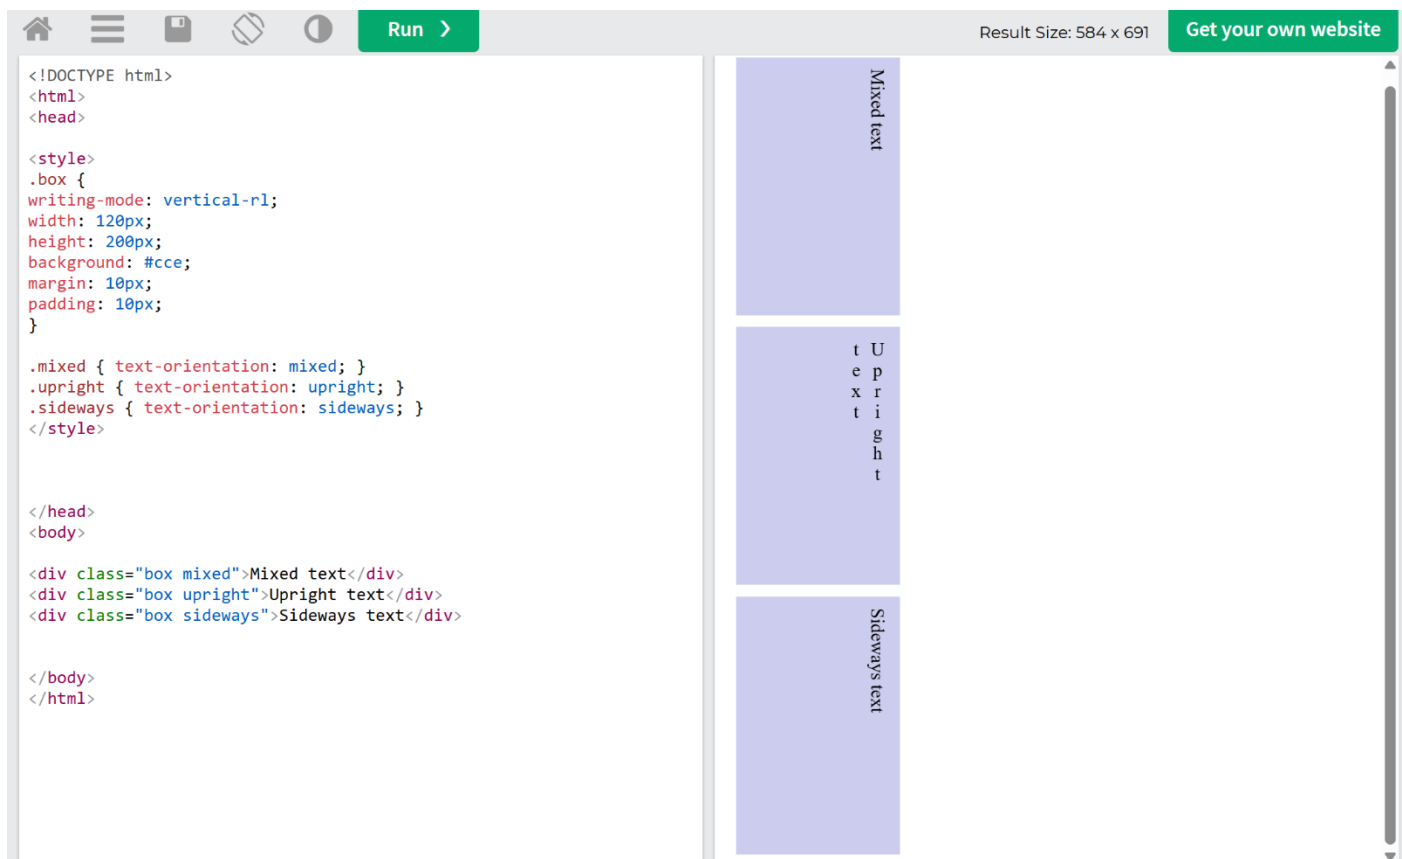 Run ❯
Result Size: 584 x 691
Get your own website
<!DOCTYPE html>
<html>
<head>
<style>
.box {
writing-mode: vertical-rl;
width: 120px;
height: 200px;
background: #cce;
margin: 10px;
padding: 10px;
}
.mixed { text-orientation: mixed; }
.upright { text-orientation: upright; }
.sideways { text-orientation: sideways; }
</style>
</head>
<body>
<div class="box mixed">Mixed text</div>
<div class="box upright">Upright text</div>
<div class="box sideways">Sideways text</div>
</body>
</html>
Mixed text
Upright
text
Sideways text